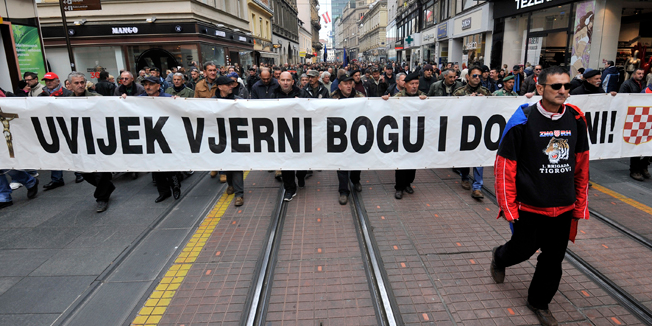 MANGO
UVIJEK VJERNI BOGU I DO NI!
1. BRIGADA
TIGROVI